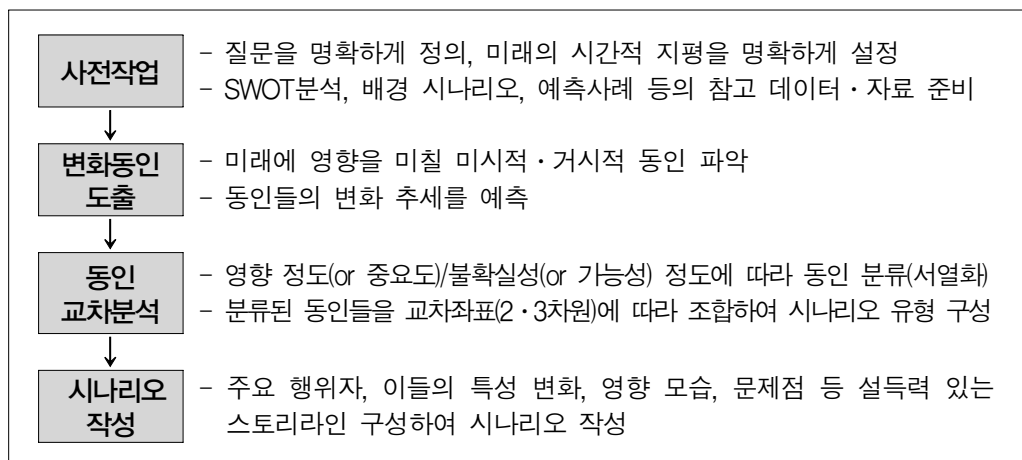 사전작업
- 질문을 명확하게 정의, 미래의 시간적 지평을 명확하게 설정
- SWOT분석, 배경 시나리오, 예측사례 등의 참고 데이터・자료 준비
변화동인
도출
- 미래에 영향을 미칠 미시적・거시적 동인 파악
- 동인들의 변화 추세를 예측
동인
교차분석
- 영향 정도(or 중요도)/불확실성(or 가능성) 정도에 따라 동인 분류(서열화)
- 분류된 동인들을 교차좌표(2・3차원)에 따라 조합하여 시나리오 유형 구성
시나리오
작성
- 주요 행위자, 이들의 특성 변화, 영향 모습, 문제점 등 설득력 있는
스토리라인 구성하여 시나리오 작성